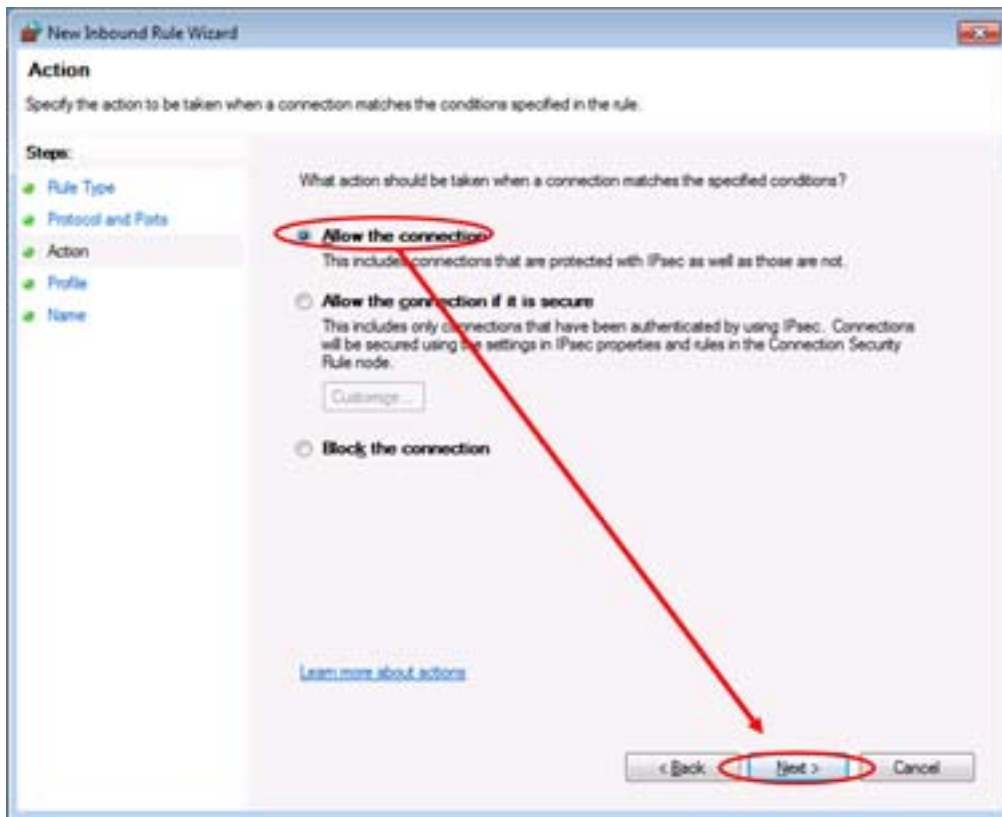 New Inbound Rule Wizard
Action
Specify the action to be taken when a connection matches the conditions specified in the rule.
Steps:
Rule Type
Protocol and Ports
Action
Profile
Name
What action should be taken when a connection matches the specified conditions?
Allow the connection
This includes connections that are protected with IPsec as well as those are not.
Allow the connection if it is secure
This includes only connections that have been authenticated by using IPsec. Connections
will be secured using the settings in IPsec properties and rules in the Connection Security
Rule node.
Customize...
Block the connection
Learn more about actions
< Back
Next >
Cancel